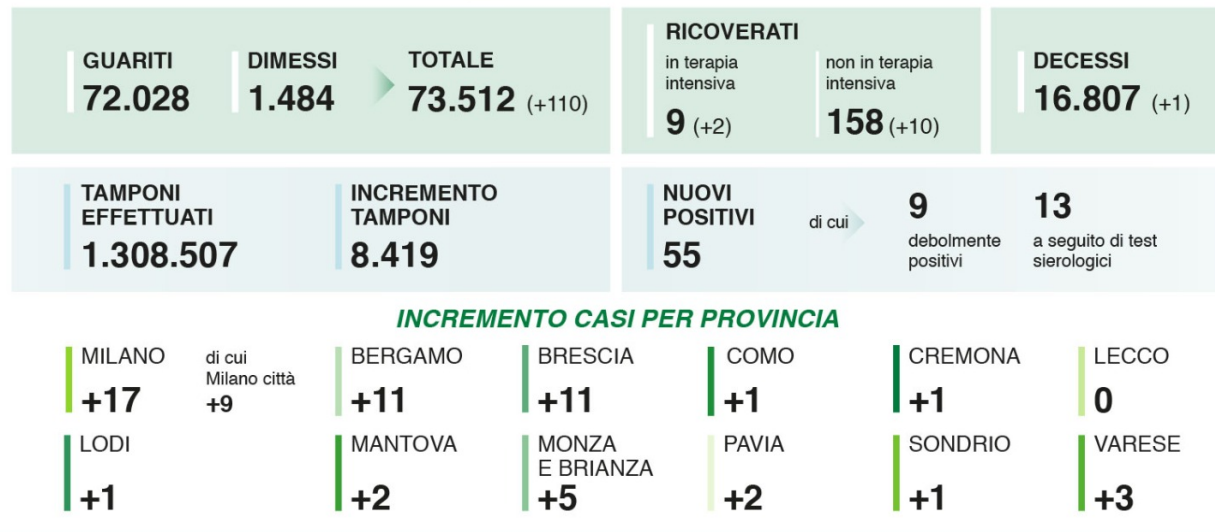 GUARITI
72.028
DIMESSI
1.484
TOTALE
73.512 (+110)
RICOVERATI
in terapia
intensiva
9 (+2)
non in terapia
intensiva
158 (+10)
DECESSI
16.807 (+1)
TAMPONI
EFFETTUATI
1.308.507
INCREMENTO
TAMPONI
8.419
NUOVI
POSITIVI
55
di cui
9
debolmente
positivi
13
a seguito di test
sierologici
INCREMENTO CASI PER PROVINCIA
MILANO
+17
di cui
Milano città
+9
BERGAMO
+11
BRESCIA
+11
COMO
+1
CREMONA
+1
LECCO
0
LODI
+1
MANTOVA
+2
MONZA
E BRIANZA
+5
PAVIA
+2
SONDRIO
+1
VARESE
+3